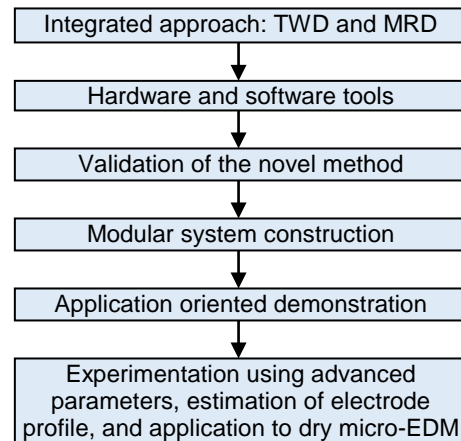 Integrated approach: TWD and MRD
Hardware and software tools
Validation of the novel method
Modular system construction
Application oriented demonstration
Experimentation using advanced
parameters, estimation of electrode
profile, and application to dry micro-EDM